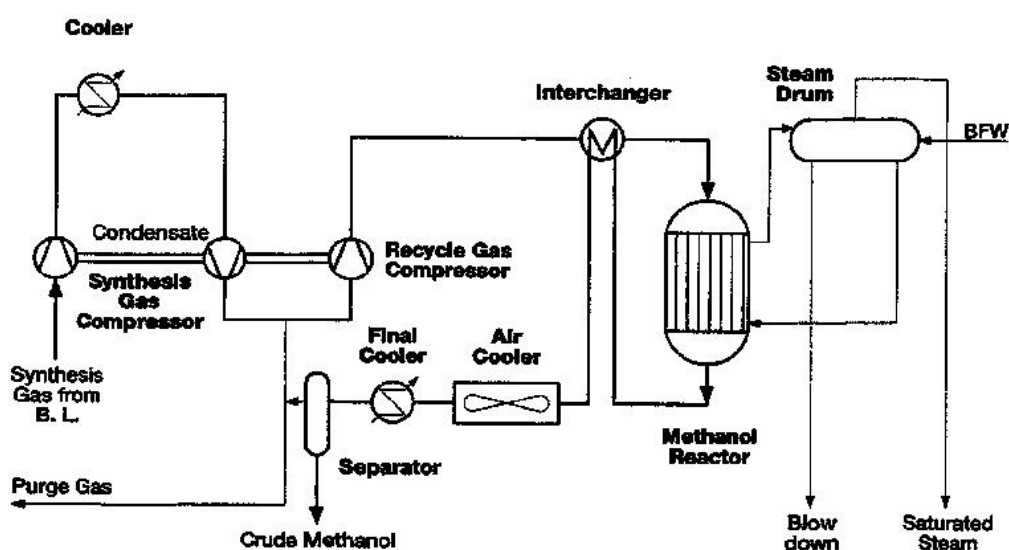 Cooler
Steam
Drum
Interchanger
BFW
Condensate
Recycle Gas
Compressor
Synthesis
Gas
Compressor
Final
Cooler
Air
Cooler
Synthesis
Gas from
B. L.
Methanol
Reactor
Separator
Purge Gas
Crude Methanol
Blow
down
Saturated
Steam